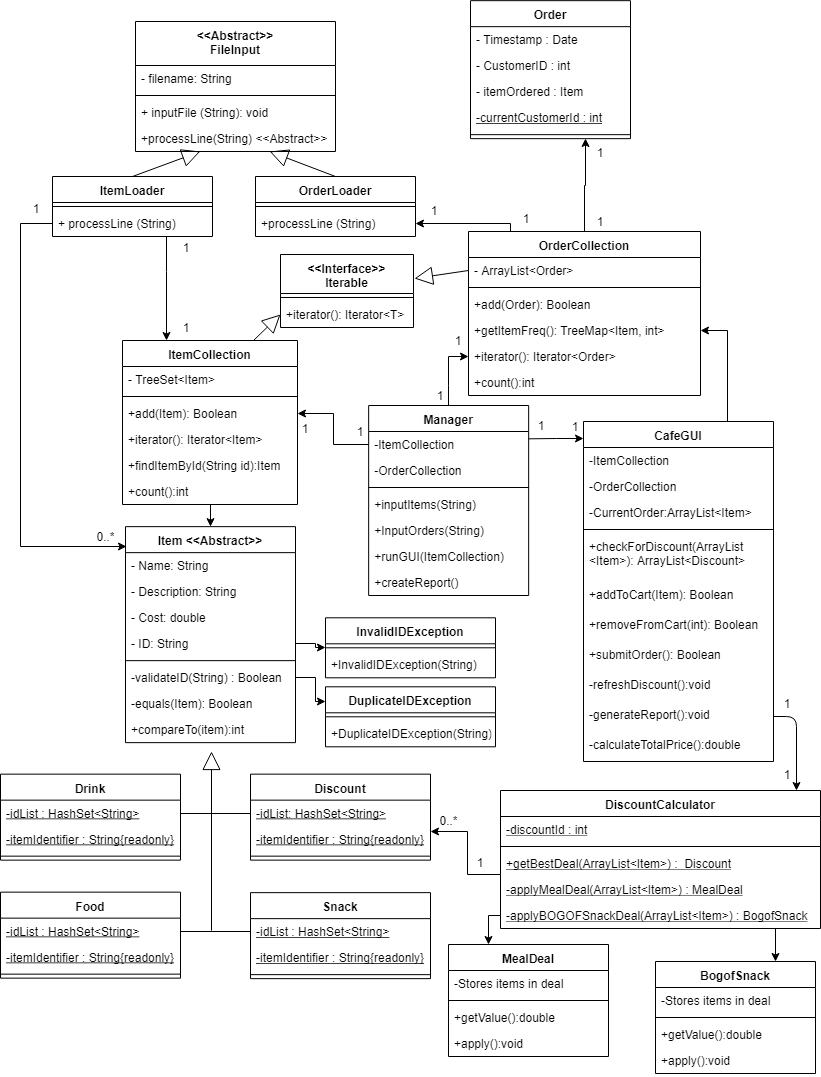 <<Abstract>>
FileInput
- filename: String
+ inputFile (String): void
+processLine(String) <<Abstract>>
Order
- Timestamp : Date
- CustomerID : int
- itemOrdered : Item
-currentCustomerId : int
ItemLoader
+ processLine (String)
OrderLoader
+processLine (String)
1
1
1
1
1
1
<<Interface>>
Iterable
+iterator(): Iterator<T>
OrderCollection
- ArrayList<Order>
+add(Order): Boolean
+getItemFreq(): TreeMap<Item, int>
+iterator(): Iterator<Order>
+count():int
1
ItemCollection
- TreeSet<Item>
+add(Item): Boolean
+iterator(): Iterator<Item>
+findItemById(String id):Item
+count():int
1
1
1
1
Manager
-ItemCollection
-OrderCollection
+inputItems(String)
+InputOrders(String)
+runGUI(ItemCollection)
+createReport()
1
1
CafeGUI
-ItemCollection
-OrderCollection
-CurrentOrder:ArrayList<Item>
+checkForDiscount(ArrayList
<Item>): ArrayList<Discount>
+addToCart(Item): Boolean
+removeFromCart(int): Boolean
+submitOrder(): Boolean
-refreshDiscount():void
-generateReport():void
-calculateTotalPrice():double
0..*
Item <<Abstract>>
- Name: String
- Description: String
- Cost: double
- ID: String
-validateID(String) : Boolean
-equals(Item): Boolean
+compareTo(item):int
InvalidIDException
+InvalidIDException(String)
DuplicateIDException
+DuplicateIDException(String)
1
1
Drink
-idList : HashSet<String>
-itemIdentifier : String{readonly}
Discount
-idList: HashSet<String>
-itemIdentifier : String{readonly}
0..*
1
DiscountCalculator
-discountId : int
+getBestDeal(ArrayList<Item>) : Discount
-applyMealDeal(ArrayList<Item>) : MealDeal
-applyBOGOFSnackDeal(ArrayList<Item>) : BogofSnack
Food
-idList : HashSet<String>
-itemIdentifier : String{readonly}
Snack
-idList : HashSet<String>
-itemIdentifier : String{readonly}
MealDeal
-Stores items in deal
+getValue():double
+apply():void
BogofSnack
-Stores items in deal
+getValue():double
+apply():void